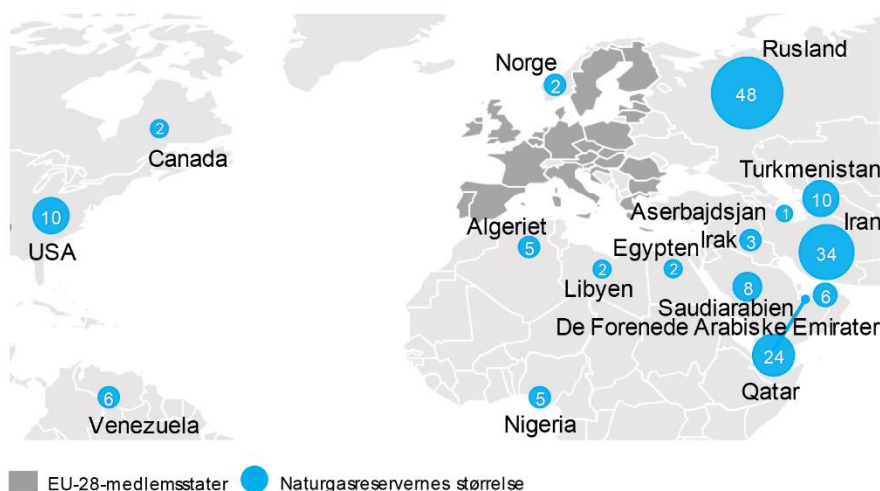 Rusland
48
Norge
2
2
Canada
Turkmenistan
10
10
USA
Aserbajdsjan
1
Iran
34
Algeriet
5
Irak
3
Egypten
2
2
Libyen
8
Saudiarabien
6
De Forenede Arabiske Emirater
24
Qatar
6
Venezuela
5
Nigeria
EU-28-medlemsstater
Naturgasreservernes størrelse